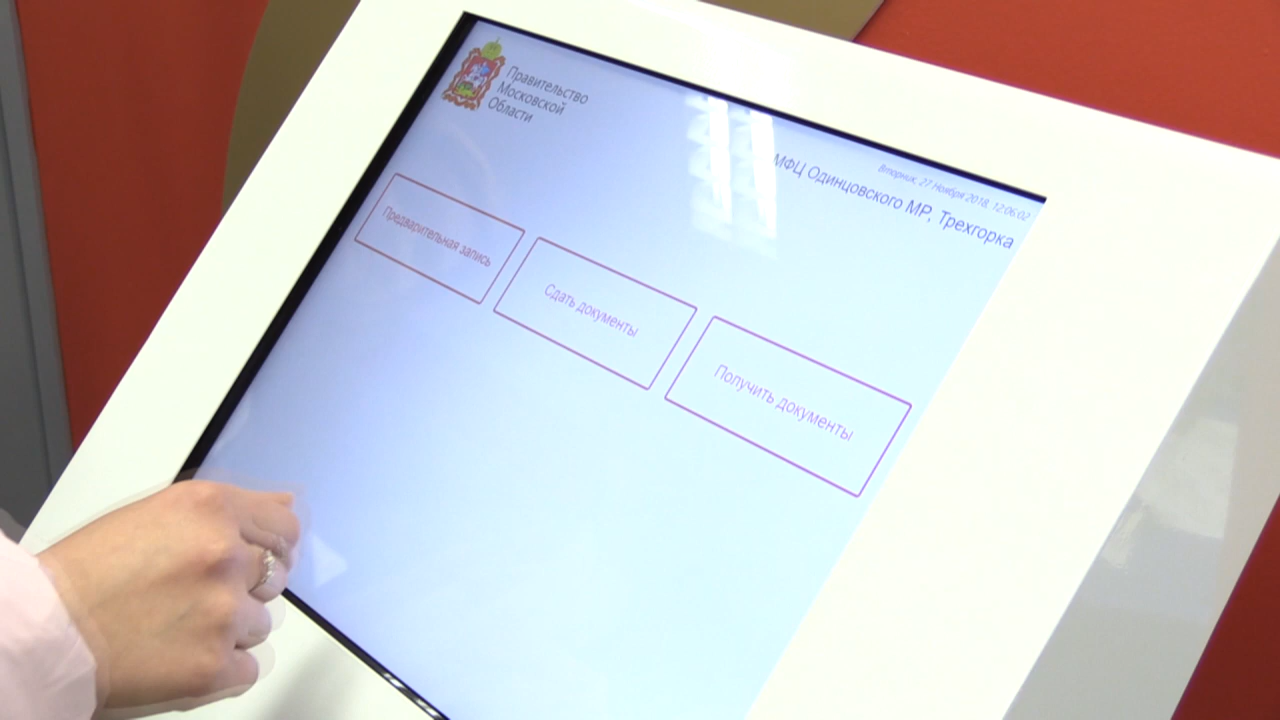 Правительство
Московской
Области
Вторник, 27 Ноября 2018, 12:06:02
МФЦ Одинцовского МР, Трехгорка
Предварительная запись
Сдать документы
Получить документы